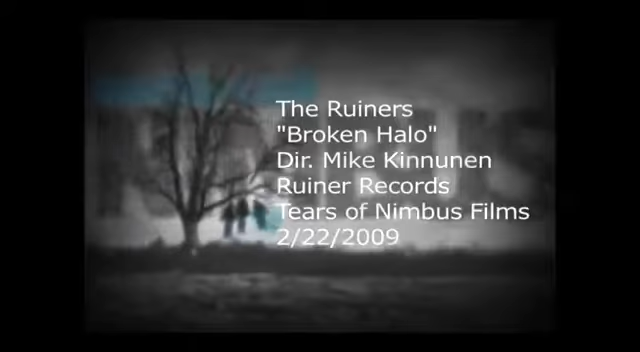 The Ruiners
"Broken Halo"
Dir. Mike Kinnunen
Ruiner Records
Tears of Nimbus Films
2/22/2009